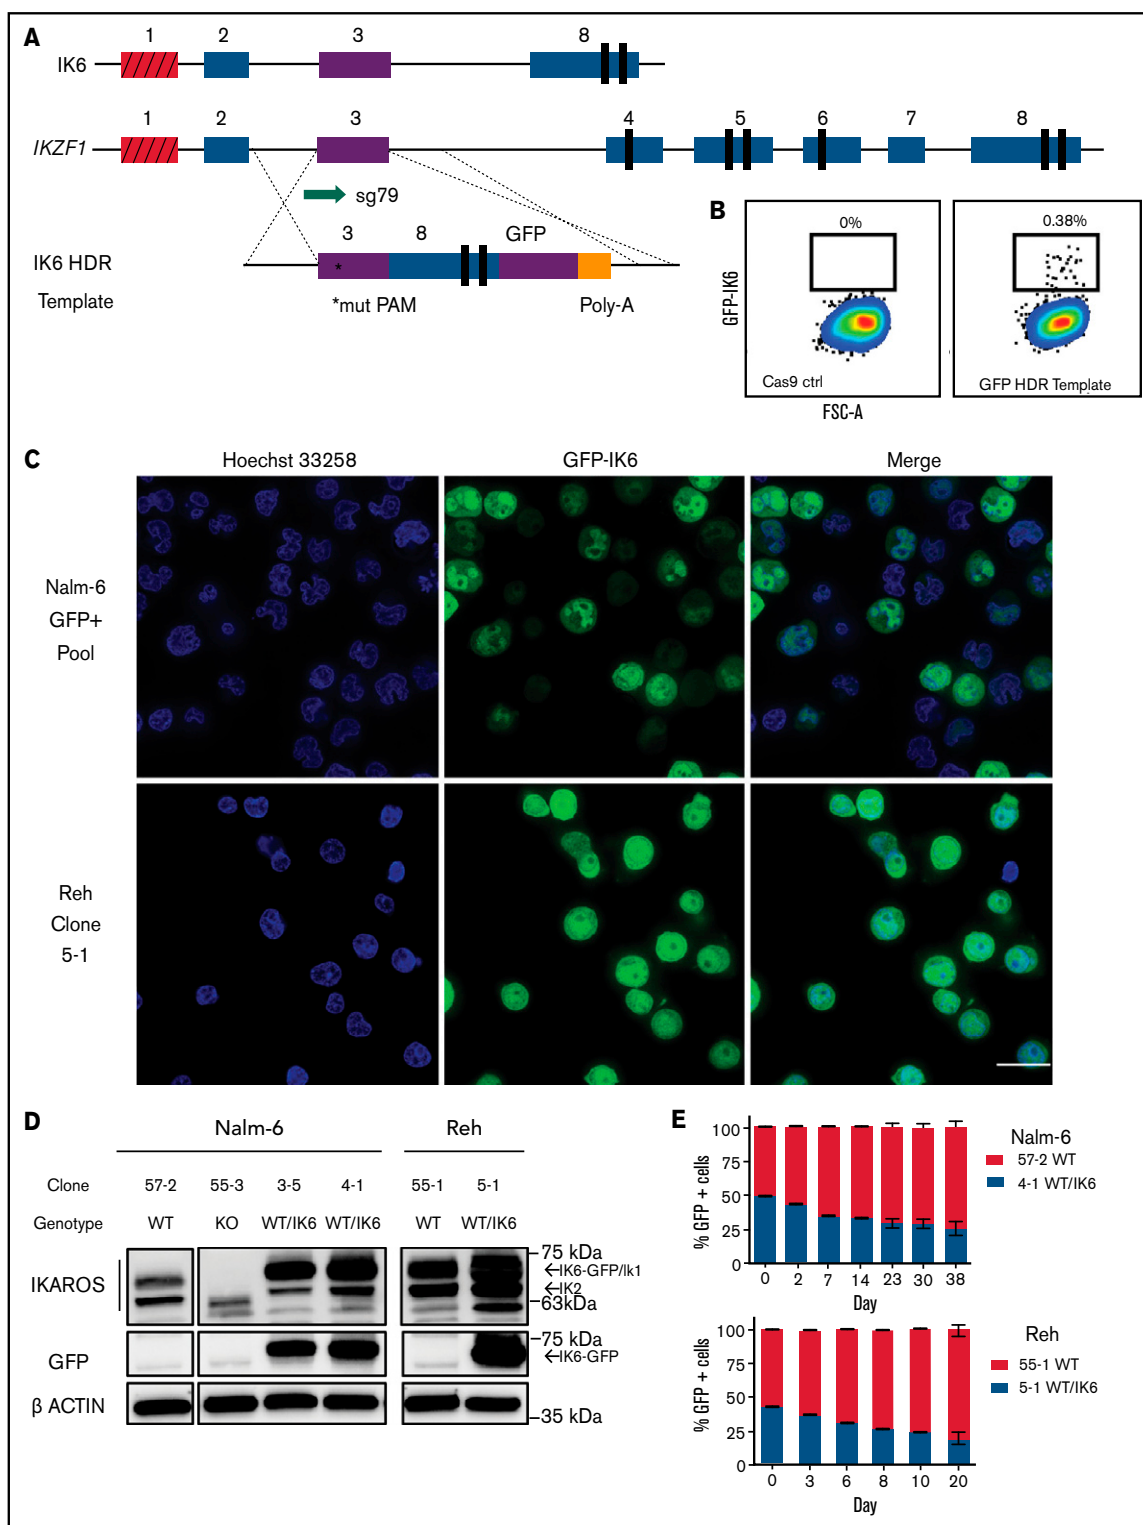 A
1 2 3 8
IK6
1 2 3 4 5 6 7 8
IKZF1
sg79
3 8 GFP
IK6 HDR
Template
*
*mut PAM Poly-A
B
0% 0.38%
GFP-IK6
Cas9 ctrl GFP HDR Template
FSC-A
C
Hoechst 33258 GFP-IK6 Merge
Nalm-6
GFP+
Pool
Reh
Clone
5-1
D
Nalm-6 Reh
Clone 57-2 55-3 3-5 4-1 55-1 5-1
Genotype WT KO WT/IK6 WT/IK6 WT WT/IK6
IKAROS
75 kDa
←IK6-GFP/Ik1
←IK2
63kDa
GFP
75 kDa
←IK6-GFP
β ACTIN
35 kDa
E
% GFP + cells
100
75
50
25
0
0 2 7 14 23 30 38
Day
Nalm-6
57-2 WT
4-1 WT/IK6
% GFP + cells
100
75
50
25
0
0 3 6 8 10 20
Day
Reh
55-1 WT
5-1 WT/IK6